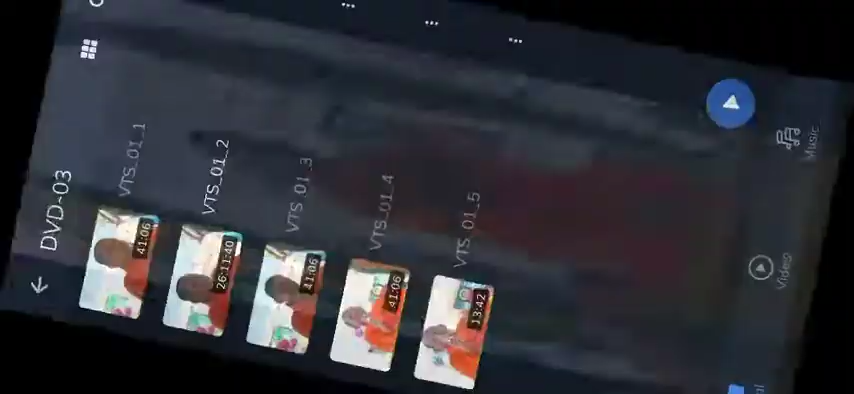 DVD-03
VTS_01_1
41:06
VTS_01_2
26:11:40
VTS_01_3
41:06
VTS_01_4
41:06
VTS_01_5
13:42
Video
Music